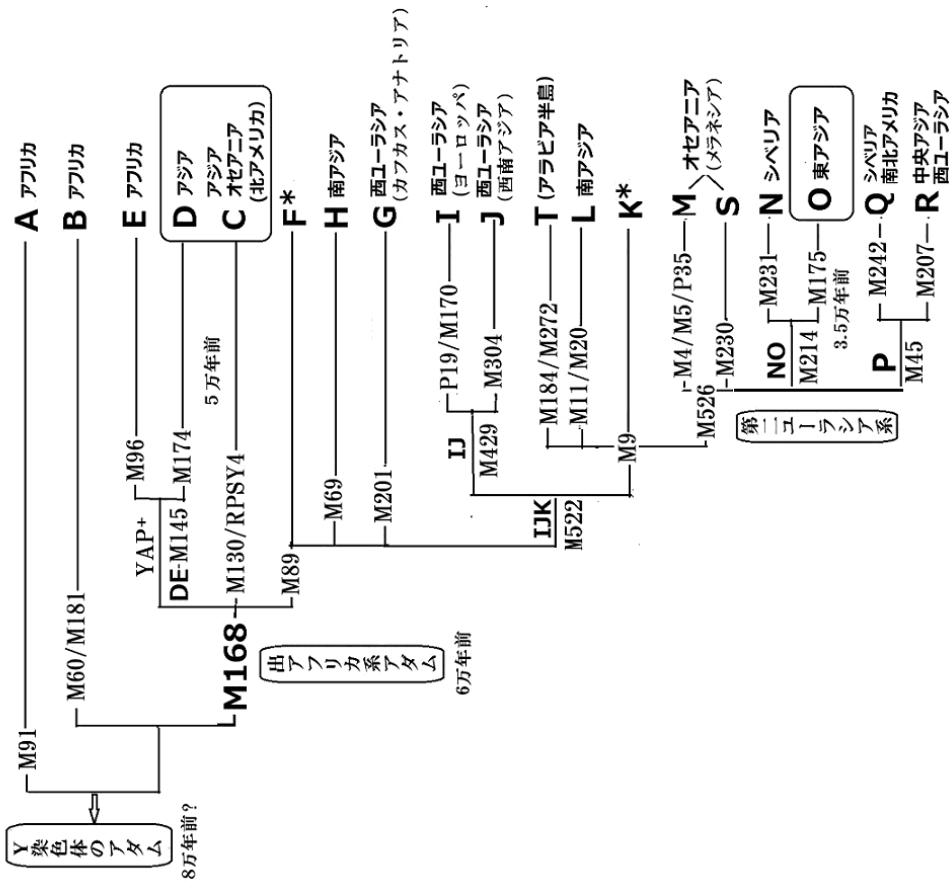 Y染色体のアダム
8万年前?
M91
A アフリカ
M60/M181
B アフリカ
M168
出アフリカ系アダム
6万年前
YAP+
DE-M145
M96
E アフリカ
M174
D アジア
M130/RPSY4
5万年前
C アジア
オセアニア
(北アメリカ)
M89
F*
M69
H 南アジア
M201
G 西ユーラシア
(カフカス・アナトリア)
IJK
M522
IJ
M429
P19/M170
I 西ユーラシア
(ヨーロッパ)
M304
J 西ユーラシア
(西南アジア)
M9
M184/M272
T (アラビア半島)
M11/M20
L 南アジア
K*
M526
第二ユーラシア系
M4/M5/P35
M
オセアニア
(メラネシア)
M230
S
NO
M214
M231
N シベリア
M175
3.5万年前
O 東アジア
P
M45
M242
Q シベリア
南北アメリカ
M207
R 中央アジア
西ユーラシア